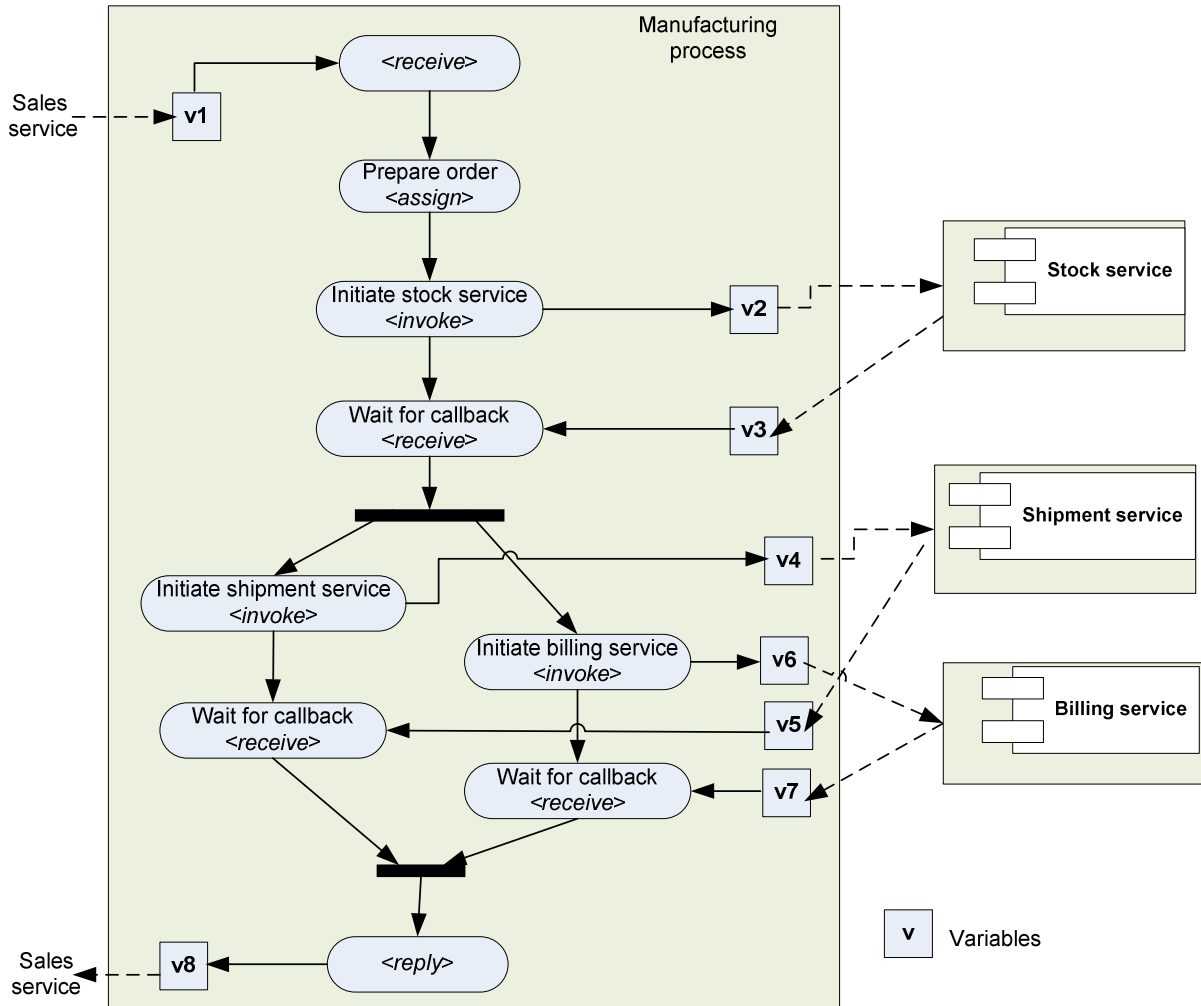 Manufacturing
process
<receive>
Sales
service
v1
Prepare order
<assign>
Initiate stock service
<invoke>
v2
Stock service
Wait for callback
<receive>
v3
Shipment service
v4
Initiate shipment service
<invoke>
Initiate billing service
<invoke>
v6
Billing service
Wait for callback
<receive>
v5
Wait for callback
<receive>
v7
v
Variables
<reply>
v8
Sales
service